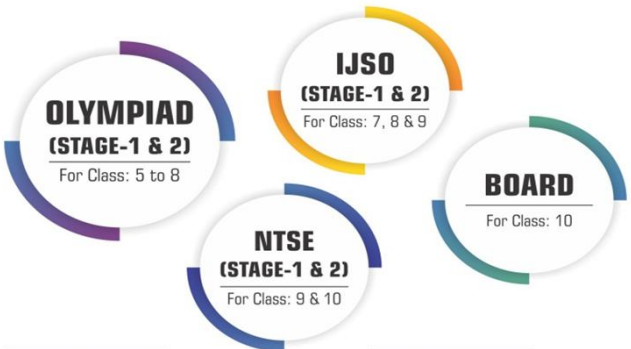 OLYMPIAD
(STAGE-1 & 2)
For Class: 5 to 8
IJSO
(STAGE-1 & 2)
For Class: 7, 8 & 9
NTSE
(STAGE-1 & 2)
For Class: 9 & 10
BOARD
For Class: 10